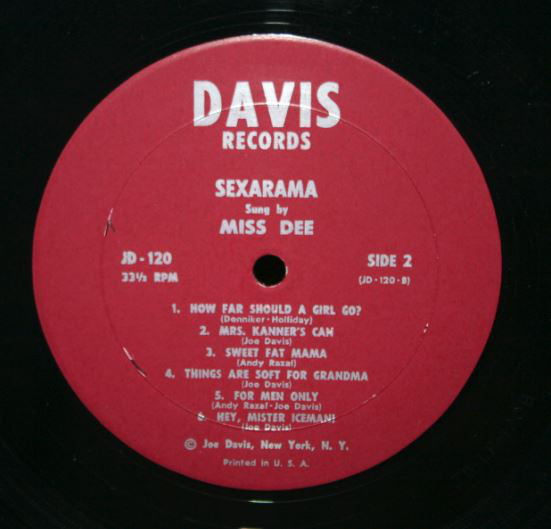 DAVIS
RECORDS
SEXARAMA
Sung by
MISS DEE
JD-120 SIDE 2
33⅓ RPM (JD-120-B)
1. HOW FAR SHOULD A GIRL GO?
(Denniker-Holliday)
2. MRS. KANNER'S CAN
(Joe Davis)
3. SWEET FAT MAMA
(Andy Razaf)
4. THINGS ARE SOFT FOR GRANDMA
(Joe Davis)
5. FOR MEN ONLY
(Andy Razaf-Joe Davis)
6. HEY, MISTER ICEMAN!
(Joe Davis)
© Joe Davis, New York, N. Y.
Printed in U. S. A.